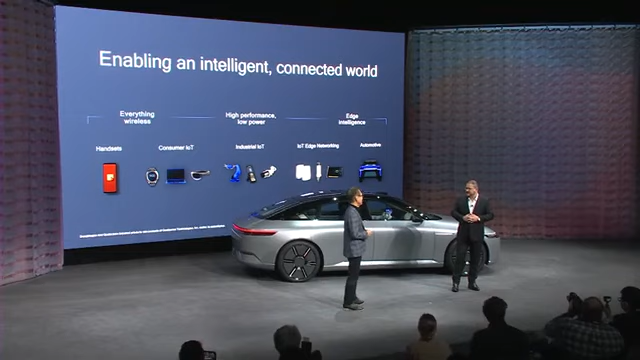 Enabling an intelligent, connected world
Everything
wireless
High performance,
low power
Edge
intelligence
Handsets
Consumer IoT
Industrial IoT
IoT Edge Networking
Automotive